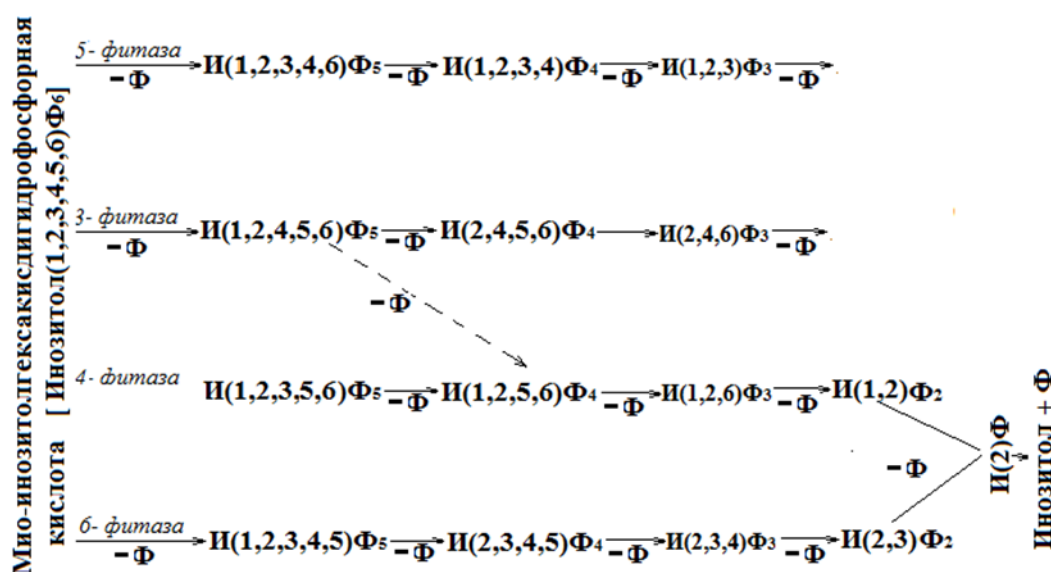 Мио-инозитолгексакисдигидрофосфорная
кислота [ Инозитол(1,2,3,4,5,6)Ф6]
5- фитаза
–Ф
И(1,2,3,4,6)Ф5
–Ф
И(1,2,3,4)Ф4
–Ф
И(1,2,3)Ф3
–Ф
3- фитаза
–Ф
И(1,2,4,5,6)Ф5
–Ф
И(2,4,5,6)Ф4
И(2,4,6)Ф3
–Ф
–Ф
4- фитаза
И(1,2,3,5,6)Ф5
–Ф
И(1,2,5,6)Ф4
–Ф
И(1,2,6)Ф3
–Ф
И(1,2)Ф2
–Ф
И(2)Ф
Инозитол + Ф
6- фитаза
–Ф
И(1,2,3,4,5)Ф5
–Ф
И(2,3,4,5)Ф4
–Ф
И(2,3,4)Ф3
–Ф
И(2,3)Ф2